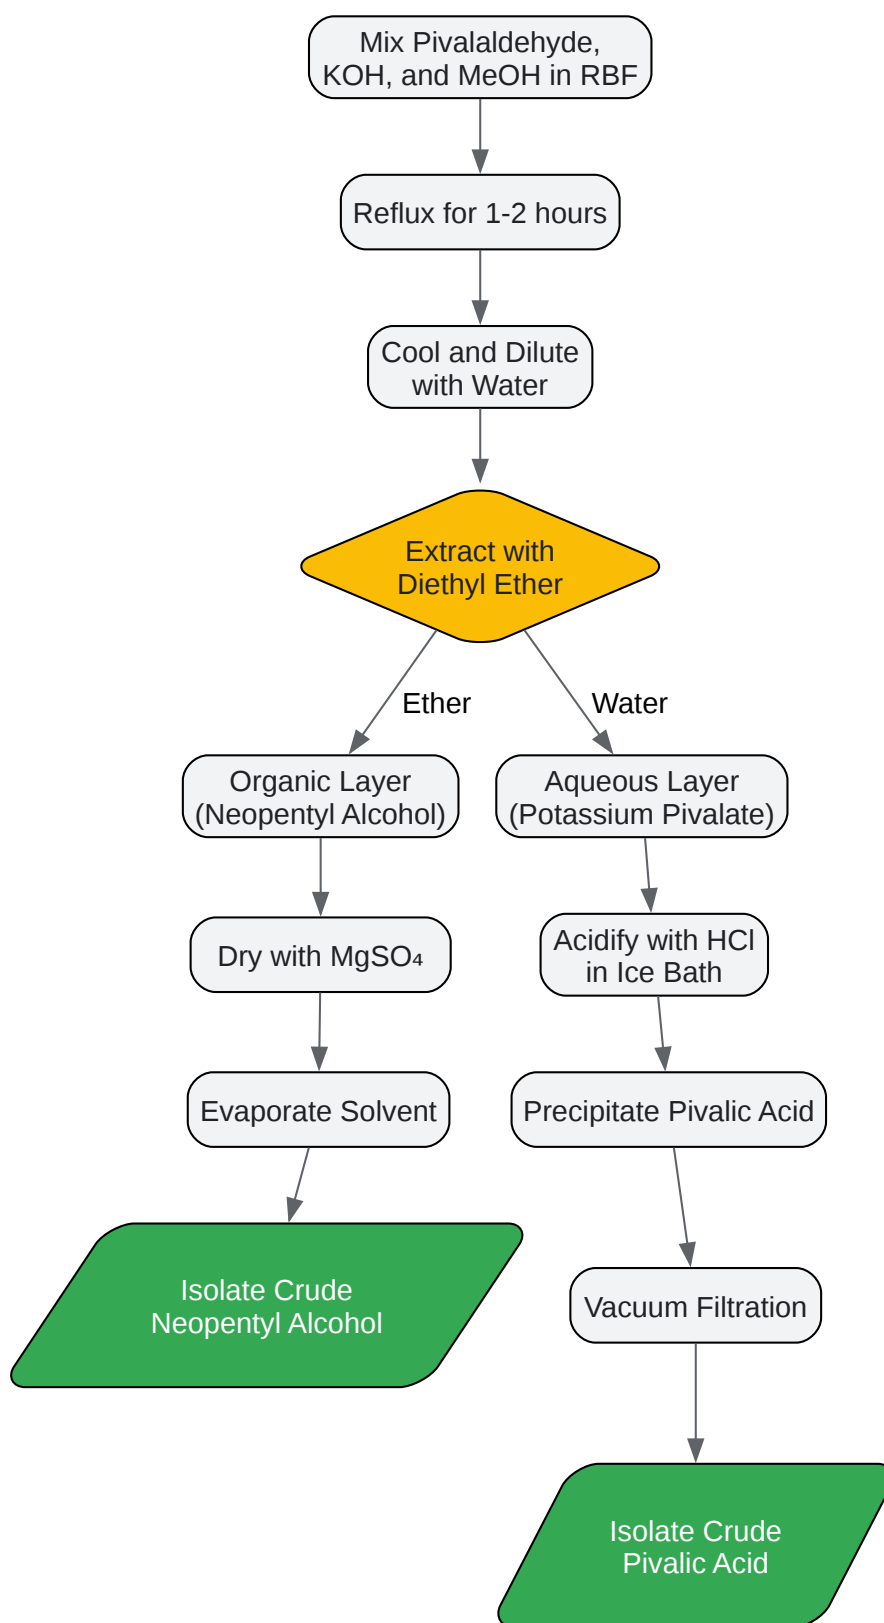 Mix Pivalaldehyde,
KOH, and MeOH in RBF
Reflux for 1-2 hours
Cool and Dilute
with Water
Extract with
Diethyl Ether
Ether
Water
Organic Layer
(Neopentyl Alcohol)
Aqueous Layer
(Potassium Pivalate)
Dry with MgSO₄
Acidify with HCl
in Ice Bath
Evaporate Solvent
Precipitate Pivalic Acid
Isolate Crude
Neopentyl Alcohol
Vacuum Filtration
Isolate Crude
Pivalic Acid